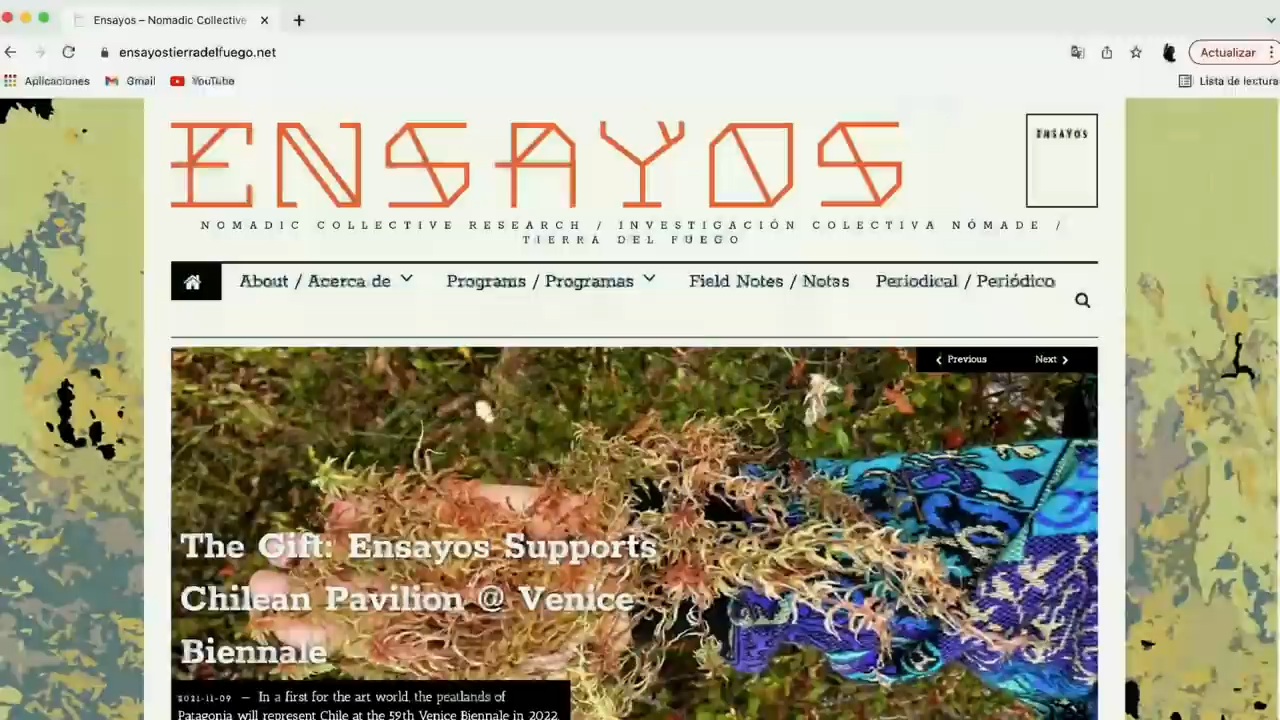 Ensayos – Nomadic Collective
ensayostierradelfuego.net
Actualizar
Aplicaciones
Gmail
YouTube
Lista de lectura
ENSAYOS
ENSAYOS
NOMADIC COLLECTIVE RESEARCH / INVESTIGACIÓN COLECTIVA NÓMADE /
TIERRA DEL FUEGO
About / Acerca de
Programs / Programas
Field Notes / Notas
Periodical / Periódico
Previous
Next
The Gift: Ensayos Supports
Chilean Pavilion @ Venice
Biennale
2021-11-09 — In a first for the art world, the peatlands of
Patagonia will represent Chile at the 59th Venice Biennale in 2022.